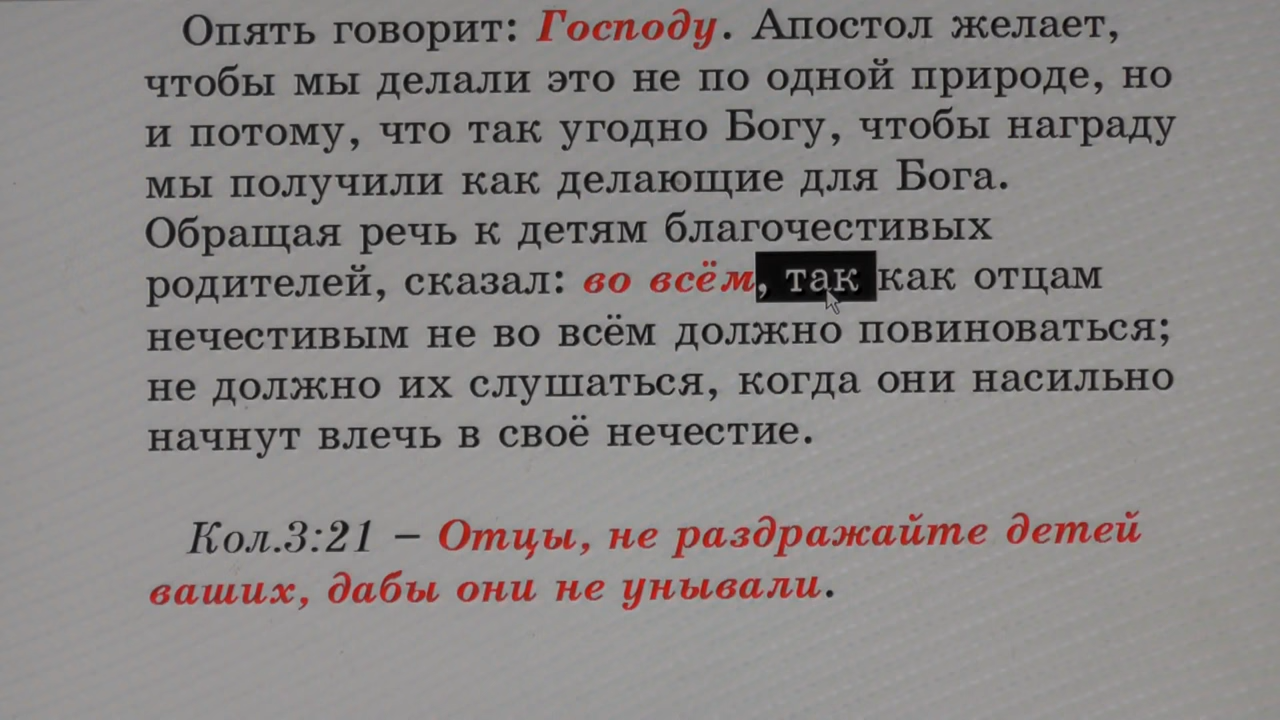 Опять говорит: Господу. Апостол желает,
чтобы мы делали это не по одной природе, но
и потому, что так угодно Богу, чтобы награду
мы получили как делающие для Бога.
Обращая речь к детям благочестивых
родителей, сказал: во всём, так как отцам
нечестивым не во всём должно повиноваться;
не должно их слушаться, когда они насильно
начнут влечь в своё нечестие.
Кол.3:21 – Отцы, не раздражайте детей
ваших, дабы они не унывали.